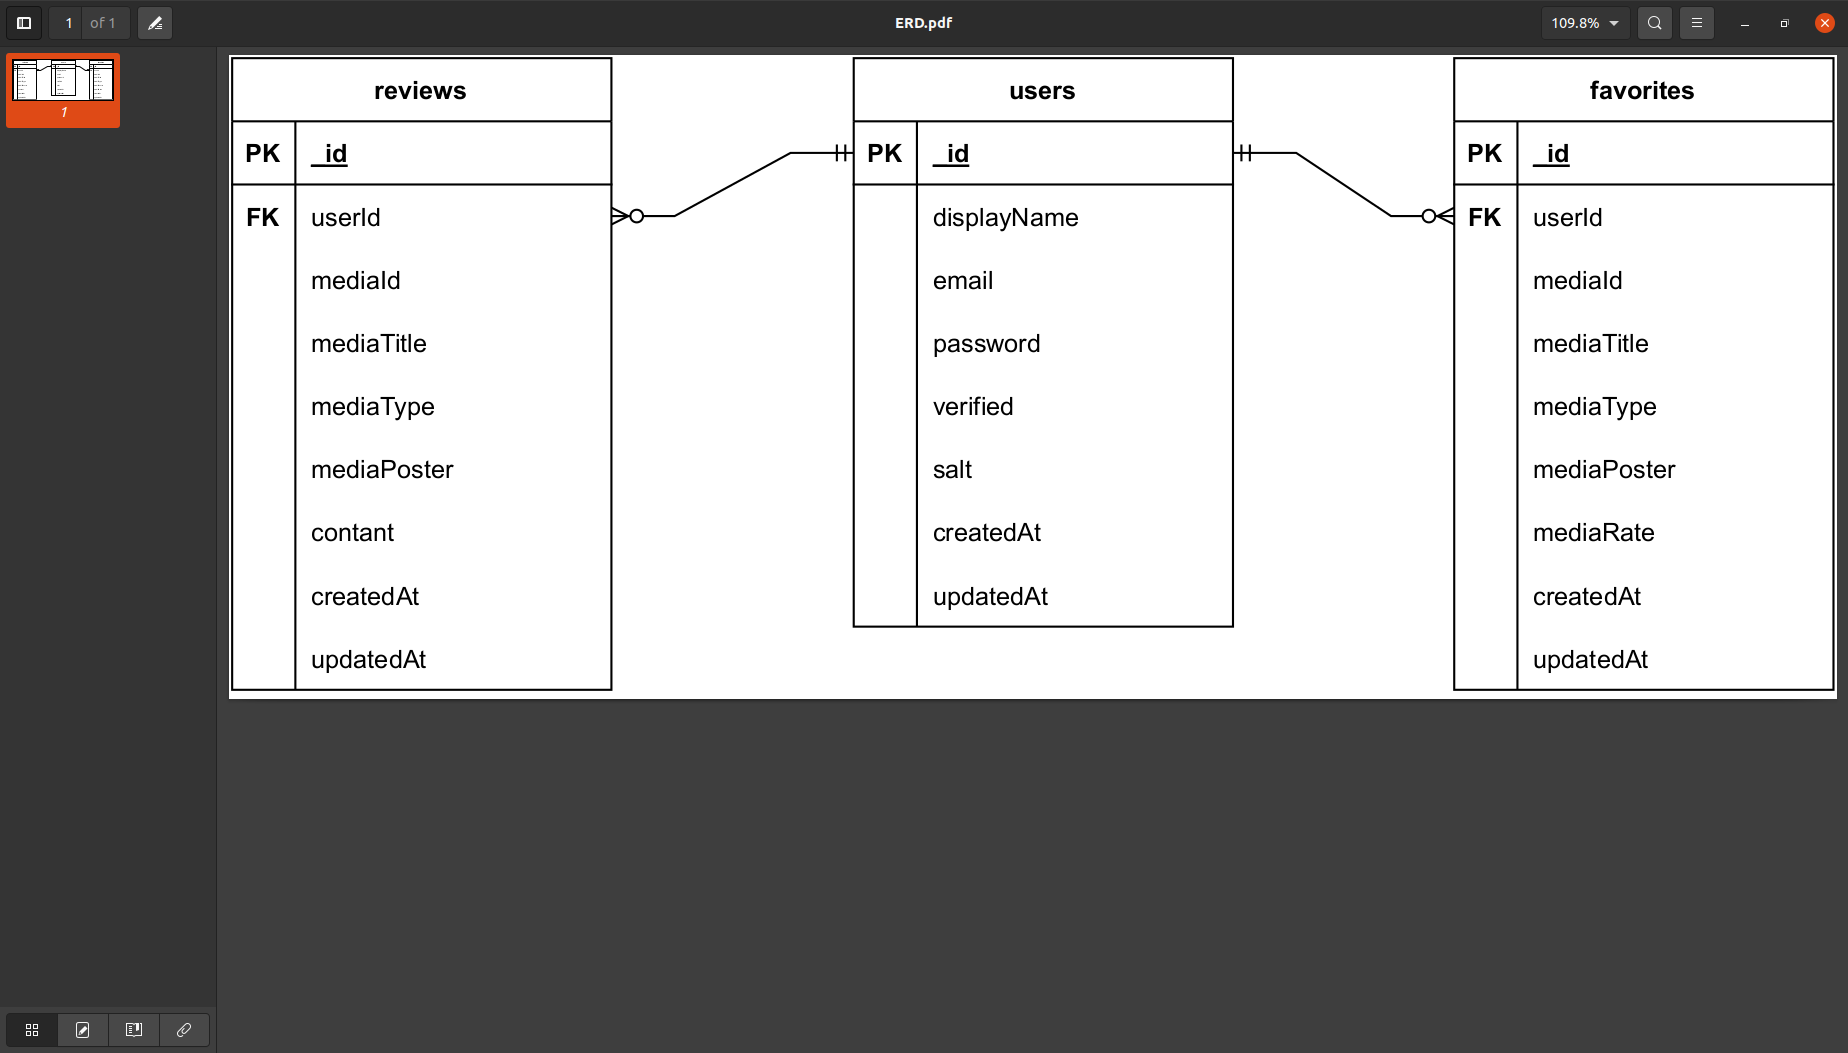 1 of 1
ERD.pdf
109.8%
1
reviews
PK _id
FK userId
mediaId
mediaTitle
mediaType
mediaPoster
contant
createdAt
updatedAt
users
PK _id
displayName
email
password
verified
salt
createdAt
updatedAt
favorites
PK _id
FK userId
mediaId
mediaTitle
mediaType
mediaPoster
mediaRate
createdAt
updatedAt